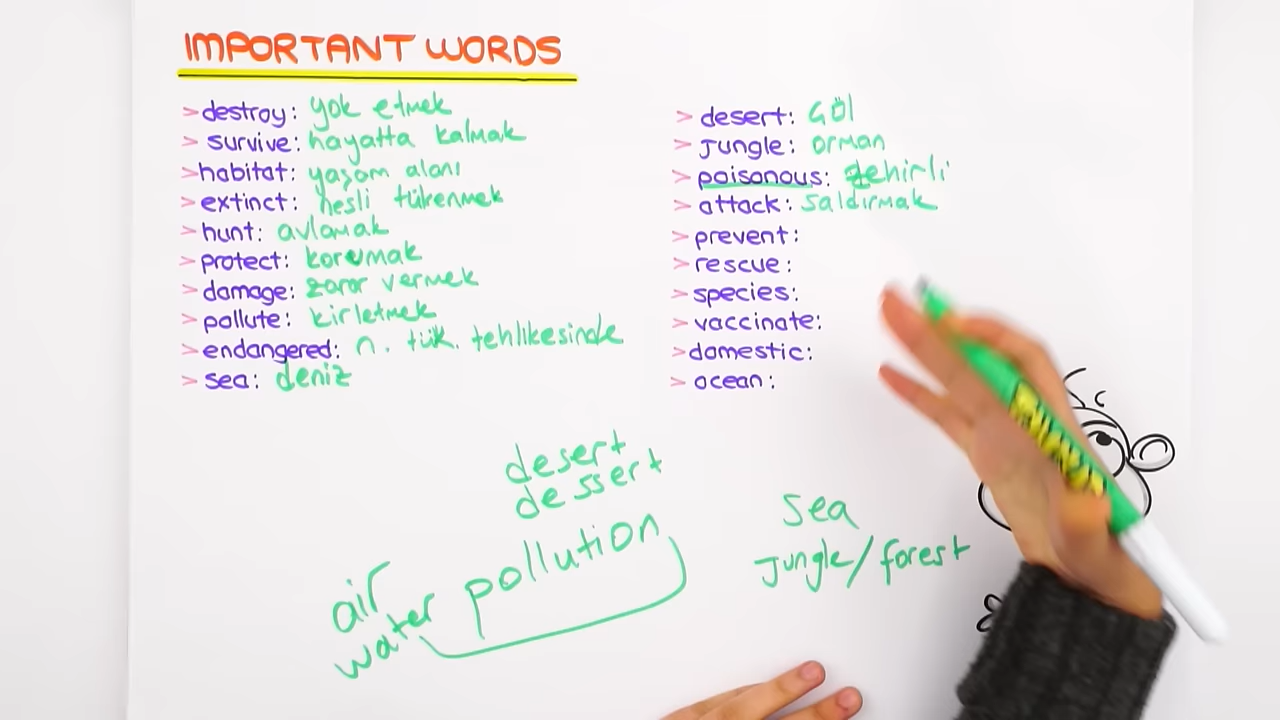 IMPORTANT WORDS
> destroy: yok etmek
> survive: hayatta kalmak
> habitat: yaşam alanı
> extinct: nesli tükenmek
> hunt: avlamak
> protect: korumak
> damage: zarar vermek
> pollute: kirletmek
> endangered: n. tük. tehlikesinde
> sea: deniz
> desert: Göl
> jungle: orman
> poisonous: zehirli
> attack: saldırmak
> prevent:
> rescue:
> species:
> vaccinate:
> domestic:
> ocean:
desert
dessert
air
water pollution
sea
jungle/forest